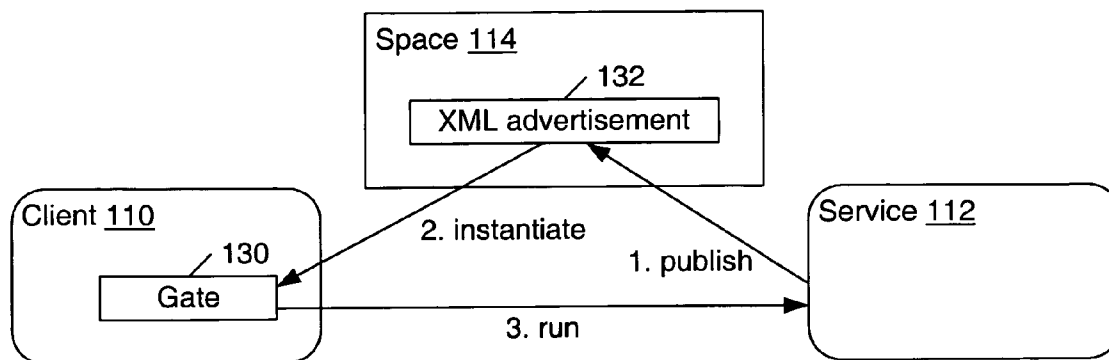 Space 114
132
XML advertisement
Client 110
2. instantiate
Service 112
130
1. publish
Gate
3. run